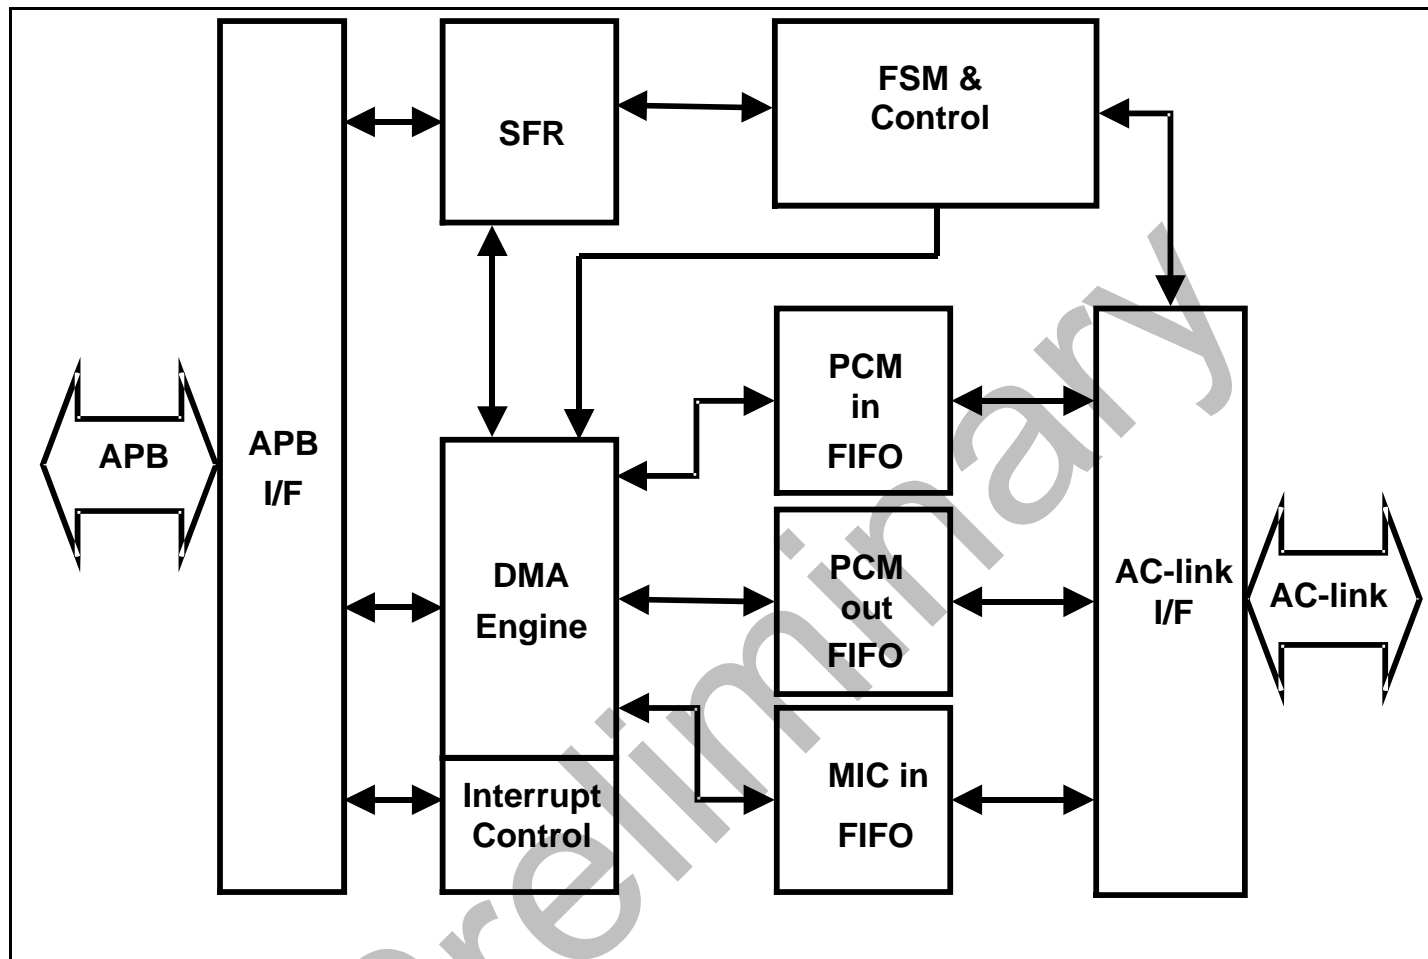 SFR
FSM &
Control
APB
APB
I/F
DMA
Engine
Interrupt
Control
PCM
in
FIFO
PCM
out
FIFO
MIC in
FIFO
AC-link
I/F
AC-link
reliminary